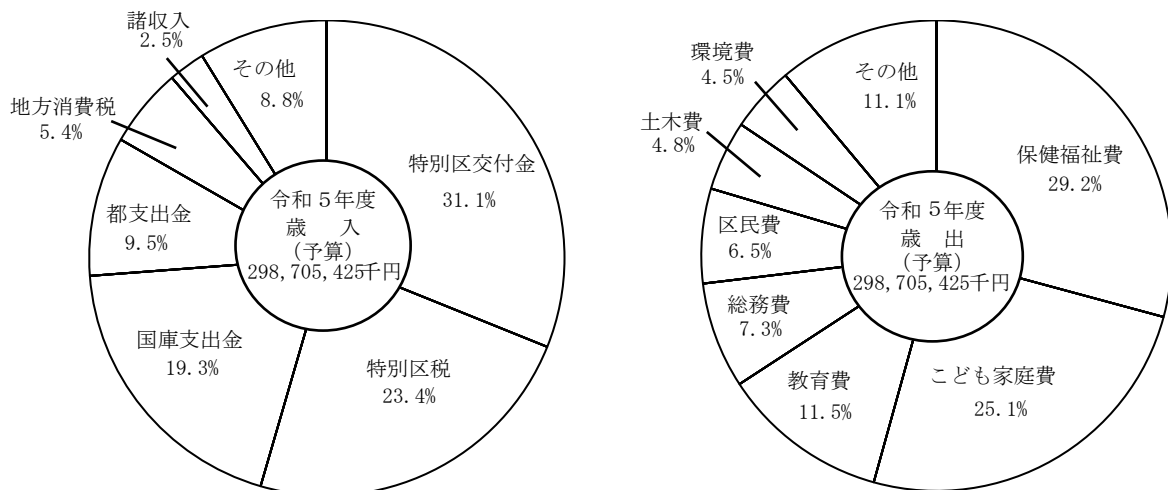 諸収入
2.5%
その他
8.8%
地方消費税
5.4%
特別区交付金
31.1%
都支出金
9.5%
令和5年度
歳 入
(予算)
298,705,425千円
国庫支出金
19.3%
特別区税
23.4%
環境費
4.5%
その他
11.1%
土木費
4.8%
保健福祉費
29.2%
区民費
6.5%
令和5年度
歳 出
(予算)
298,705,425千円
総務費
7.3%
教育費
11.5%
こども家庭費
25.1%